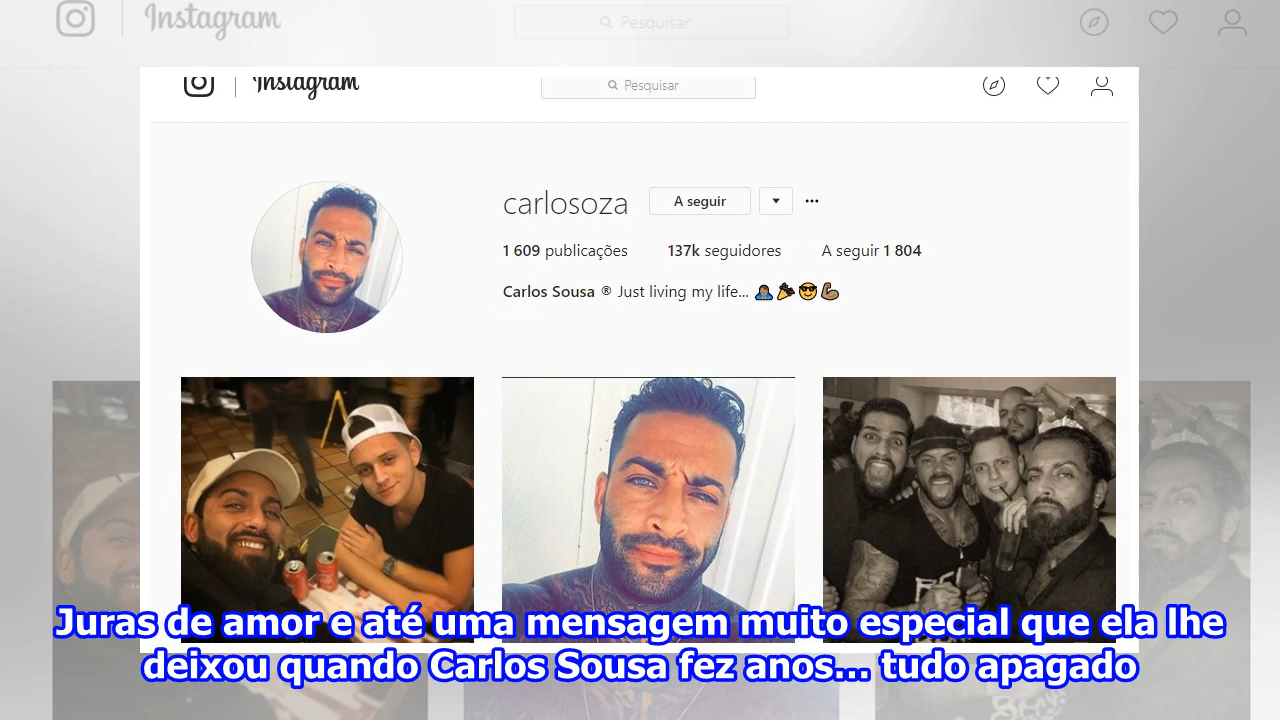 Instagram
Pesquisar
Instagram
Pesquisar
carlosoza A seguir
1 609 publicações 137k seguidores A seguir 1 804
Carlos Sousa ® Just living my life... 🤦🏽‍♂️🎉😎💪🏽
Juras de amor e até uma mensagem muito especial que ela lhe
deixou quando Carlos Sousa fez anos... tudo apagado